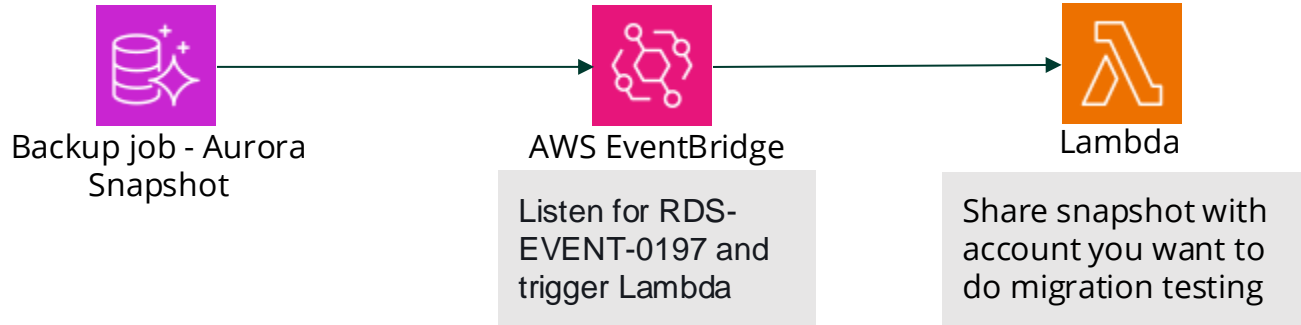 Backup job - Aurora
Snapshot
AWS EventBridge
Listen for RDS-
EVENT-0197 and
trigger Lambda
Lambda
Share snapshot with
account you want to
do migration testing